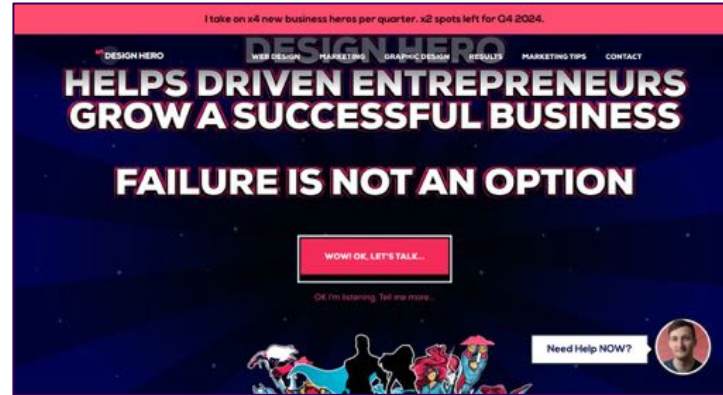 I take on x4 new business heros per quarter. x2 spots left for Q4 2024.
DESIGN HERO
MR DESIGN HERO WEB DESIGN MARKETING GRAPHIC DESIGN RESULTS MARKETING TIPS CONTACT
HELPS DRIVEN ENTREPRENEURS
GROW A SUCCESSFUL BUSINESS
FAILURE IS NOT AN OPTION
WOW! OK, LET'S TALK...
OK I'm listening. Tell me more...
Need Help NOW?